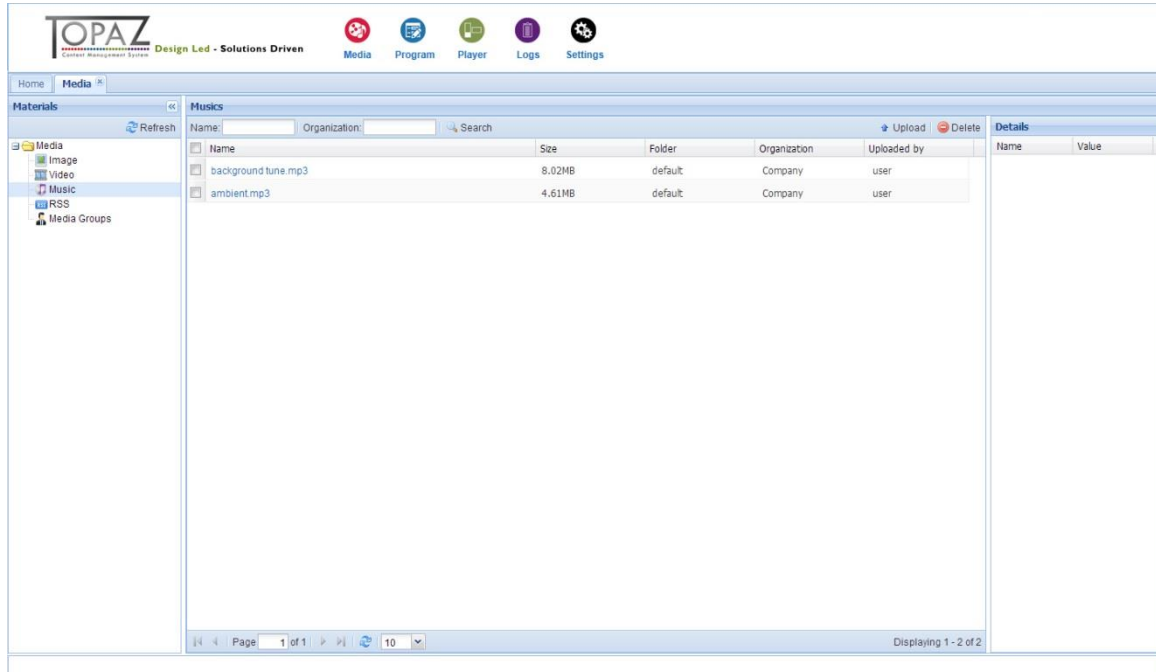 TOPAZ
Content Management System
Design Led - Solutions Driven
Media Program Player Logs Settings
Home Media
Materials
Refresh
Media
Image
Video
Music
RSS
Media Groups
Musics
Name: Organization: Search Upload Delete
Name Size Folder Organization Uploaded by
background tune.mp3 8.02MB default Company user
ambient.mp3 4.61MB default Company user
Page 1 of 1 10 Displaying 1 - 2 of 2
Details
Name Value